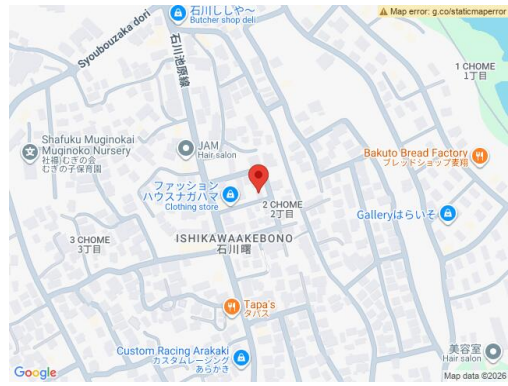 Map error: g.co/staticmaperror
石川ししや〜
Butcher shop deli
Syoubouzaka dori
石川池原線
1 CHOME
1丁目
Shafuku Muginokai
Muginoko Nursery
社福)むぎの会
むぎの子保育園
JAM
Hair salon
Bakuto Bread Factory
ブレッドショップ麦翔
ファッション
ハウスナガハマ
Clothing store
2 CHOME
2丁目
Galleryはらいそ
3 CHOME
3丁目
ISHIKAWAAKEBONO
石川曙
Tapa's
タパス
Custom Racing Arakaki
カスタムレーシング
あらかき
美容室
Hair salon
Google
Map data ©2026